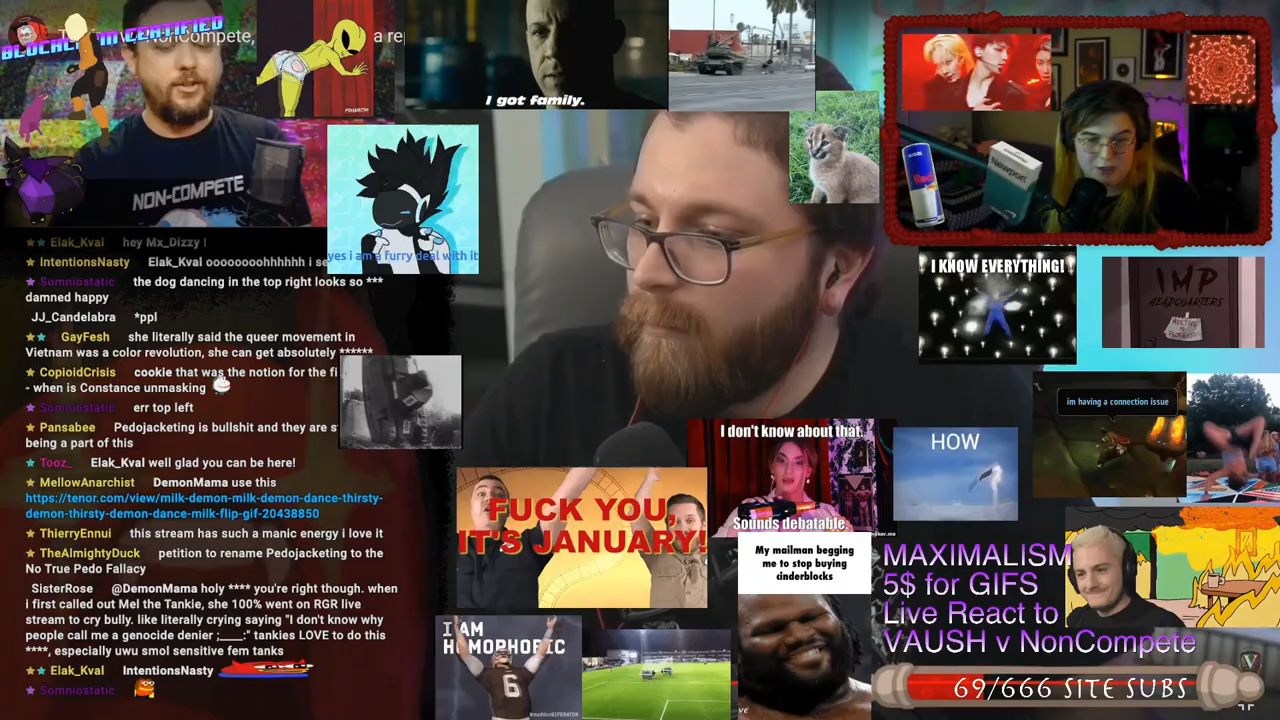 BLOCKCHAIN CERTIFIED
NonCompete,
a rep
NON-COMPETE
I got family.
yes i am a furry deal with it
Red
Newport
I KNOW EVERYTHING!
IMP
HEADQUARTERS
MEETING
IN
PROGRESS
im having a connection issue
★★ Elak_Kval hey Mx_Dizzy !
★ IntentionsNasty Elak_Kval oooooooohhhhhh i se
★ Somniostatic the dog dancing in the top right looks so ***
damned happy
JJ_Candelabra *ppl
★★ GayFesh she literally said the queer movement in
Vietnam was a color revolution, she can get absolutely ******
★ CopioidCrisis cookie that was the notion for the fi
- when is Constance unmasking
★ Somniostatic err top left
★ Pansabee Pedojacketing is bullshit and they are s
being a part of this
★ Tooz_ Elak_Kval well glad you can be here!
★ MellowAnarchist DemonMama use this
https://tenor.com/view/milk-demon-milk-demon-dance-thirsty-
demon-thirsty-demon-dance-milk-flip-gif-20438850
★ ThierryEnnui this stream has such a manic energy i love it
★ TheAlmightyDuck petition to rename Pedojacketing to the
No True Pedo Fallacy
SisterRose @DemonMama holy **** you're right though. when
i first called out Mel the Tankie, she 100% went on RGR live
stream to cry bully. like literally crying saying "I don't know why
people call me a genocide denier ;____:" tankies LOVE to do this
****, especially uwu smol sensitive fem tanks
★ Elak_Kval IntentionsNasty
★ Somniostatic
I don't know about that.
Sounds debatable.
HOW
FUCK YOU,
IT'S JANUARY!
My mailman begging
me to stop buying
cinderblocks
I AM
HOMOPHOBIC
6
MAXIMALISM
5$ for GIFS
Live React to
VAUSH v NonCompete
69/666 SITE SUBS